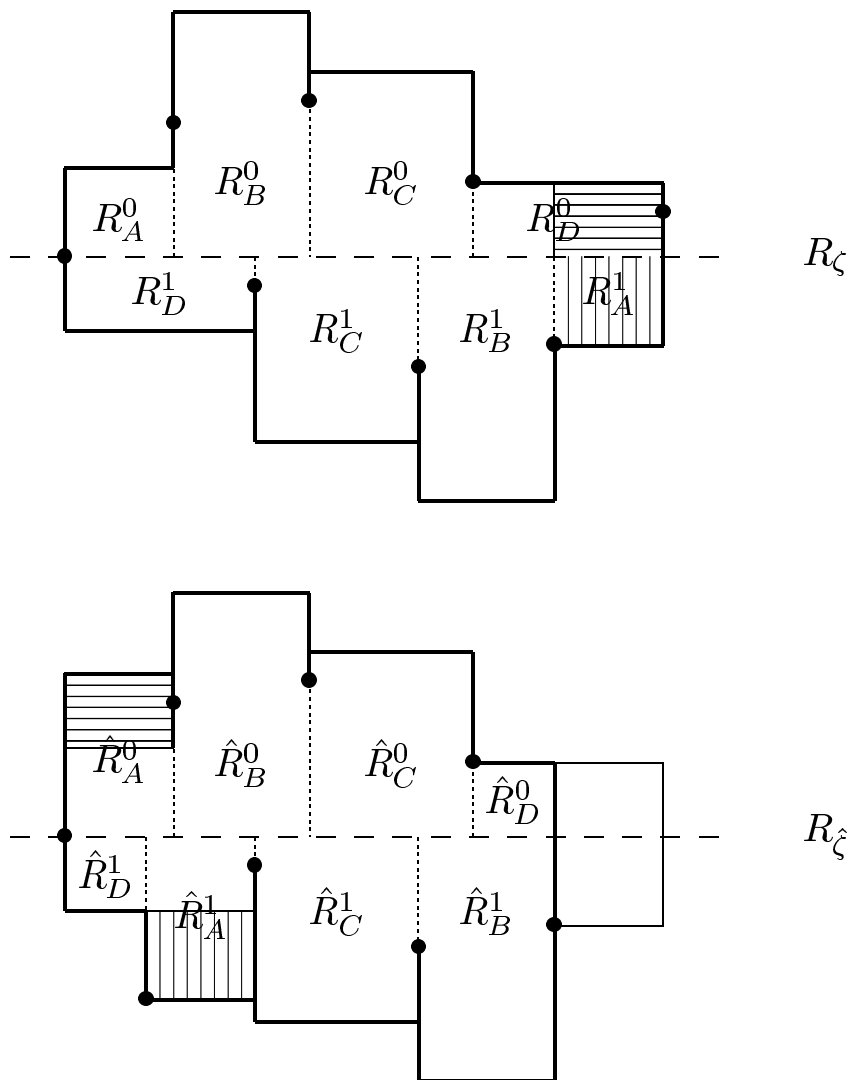 R_B^0 R_C^0
R_A^0 R_D^0
R_ζ
R_D^1 R_A^1
R_C^1 R_B^1
R̂_A^0 R̂_B^0 R̂_C^0
R̂_D^0
R_ζ̂
R̂_D^1
R̂_A^1 R̂_C^1 R̂_B^1